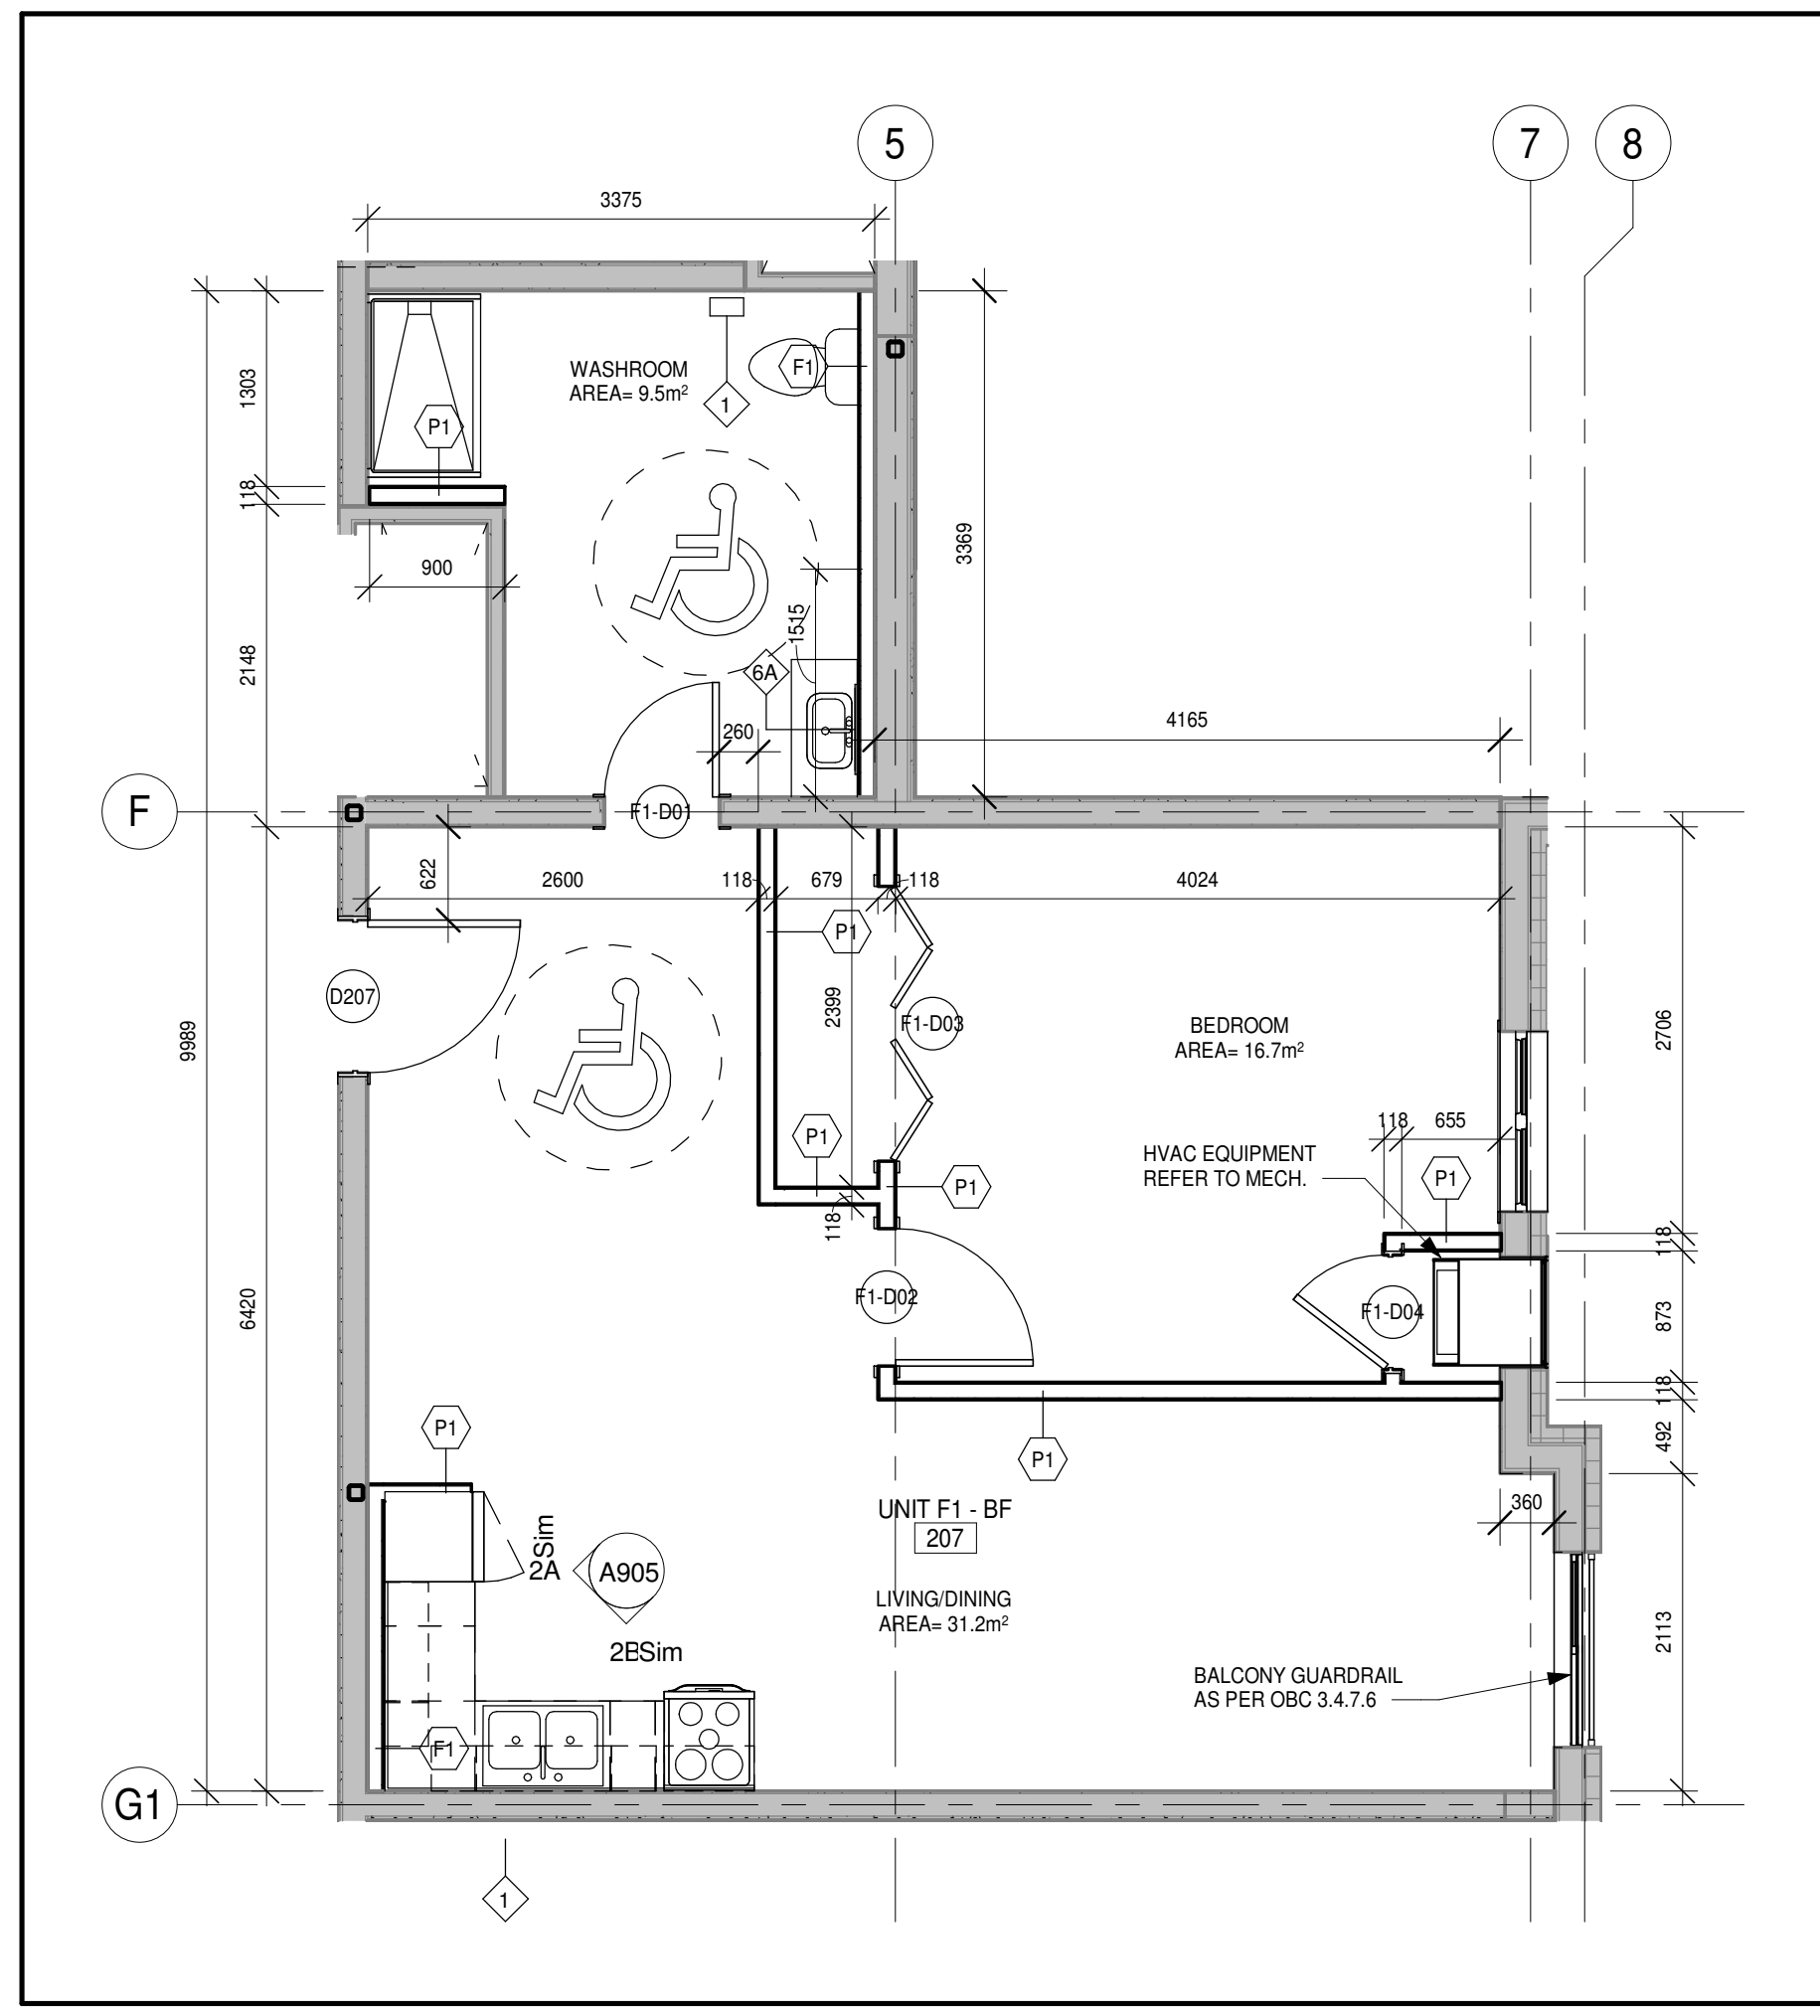 5
7
8
3375
WASHROOM
AREA= 9.5m²
F1
1
P1
1303
118
900
3369
1515
2148
6A
260
4165
F
F1-D01
622
2600
118
679
118
4024
P1
D207
2399
F1-D03
9989
BEDROOM
AREA= 16.7m²
2706
118
655
P1
HVAC EQUIPMENT
REFER TO MECH.
P1
P1
118
118
F1-D02
F1-D04
873
6420
118
P1
P1
492
UNIT F1 - BF
207
360
2A
Sim
A905
LIVING/DINING
AREA= 31.2m²
2113
2BSim
BALCONY GUARDRAIL
AS PER OBC 3.4.7.6
F1
G1
1